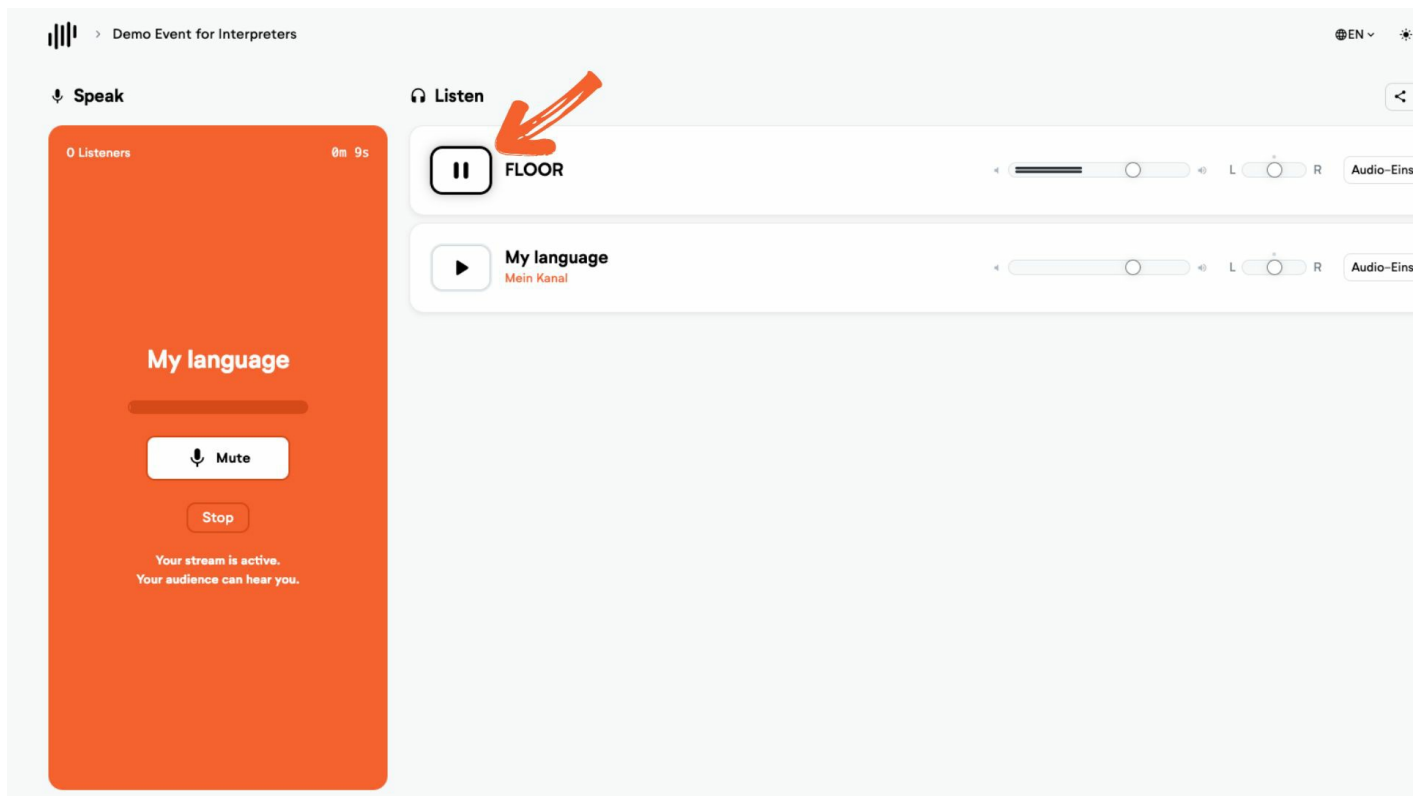 Demo Event for Interpreters
EN
Speak
Listen
0 Listeners
0m 9s
FLOOR
L
R
Audio-Eins
My language
Mein Kanal
L
R
Audio-Eins
My language
Mute
Stop
Your stream is active.
Your audience can hear you.